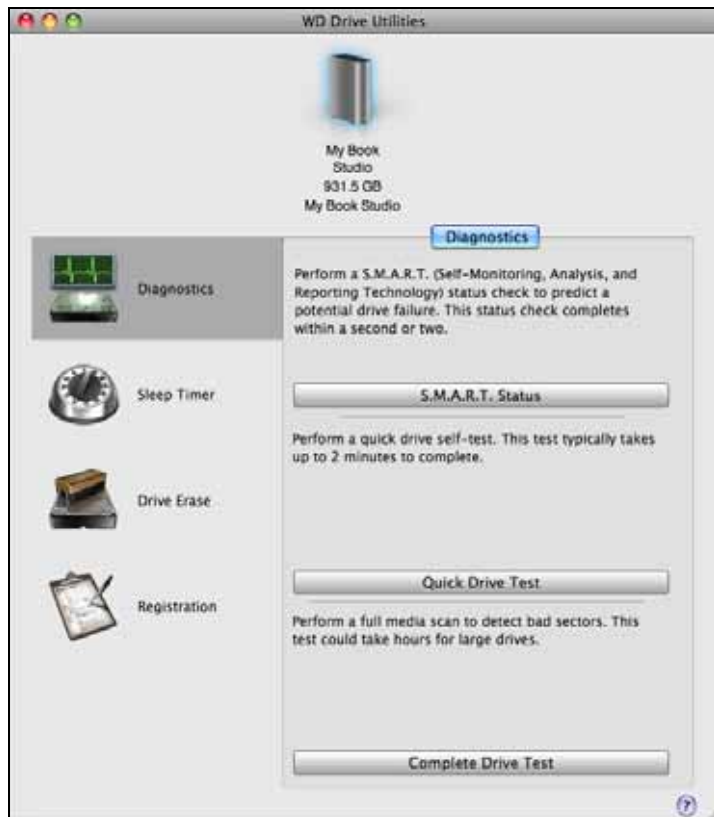 WD Drive Utilities
My Book
Studio
931.5 GB
My Book Studio
Diagnostics
Sleep Timer
Drive Erase
Registration
Diagnostics
Perform a S.M.A.R.T. (Self-Monitoring, Analysis, and
Reporting Technology) status check to predict a
potential drive failure. This status check completes
within a second or two.
S.M.A.R.T. Status
Perform a quick drive self-test. This test typically takes
up to 2 minutes to complete.
Quick Drive Test
Perform a full media scan to detect bad sectors. This
test could take hours for large drives.
Complete Drive Test
?